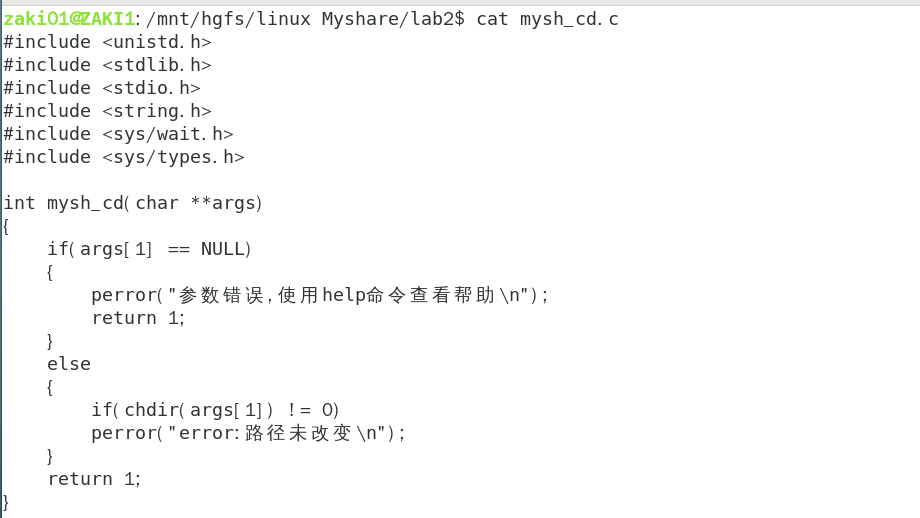 zaki01@ZAKI1:/mnt/hgfs/linux Myshare/lab2$ cat mysh_cd.c
#include <unistd.h>
#include <stdlib.h>
#include <stdio.h>
#include <string.h>
#include <sys/wait.h>
#include <sys/types.h>

int mysh_cd(char **args)
{
    if(args[1] == NULL)
    {
        perror("参数错误,使用help命令查看帮助\n");
        return 1;
    }
    else
    {
        if(chdir(args[1]) != 0)
        perror("error:路径未改变\n");
    }
    return 1;
}